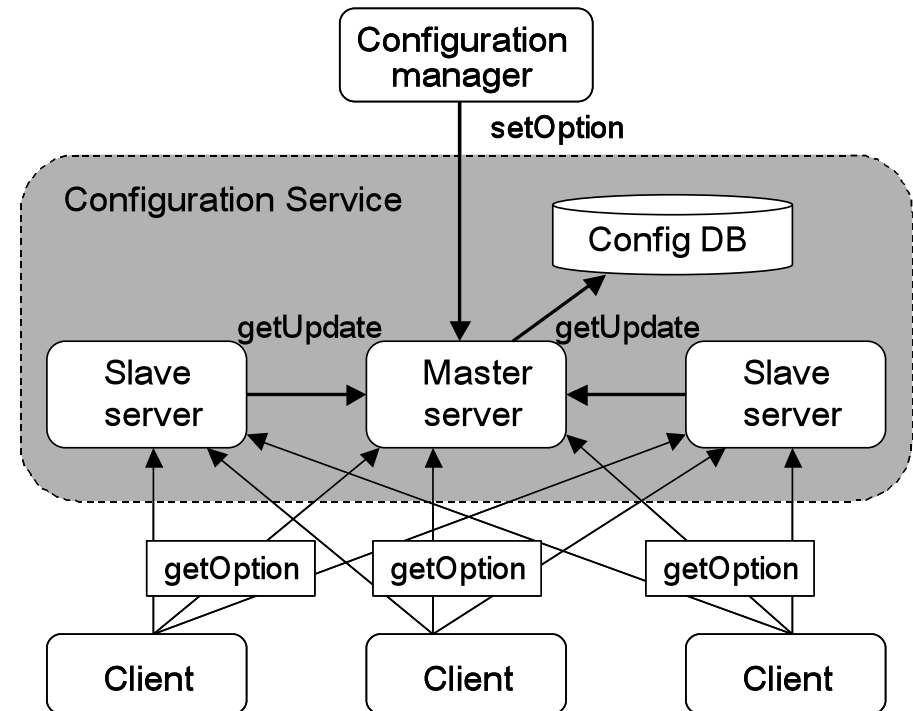 Configuration
manager
setOption
Configuration Service
Config DB
getUpdate
getUpdate
Slave
server
Master
server
Slave
server
getOption
getOption
getOption
Client
Client
Client